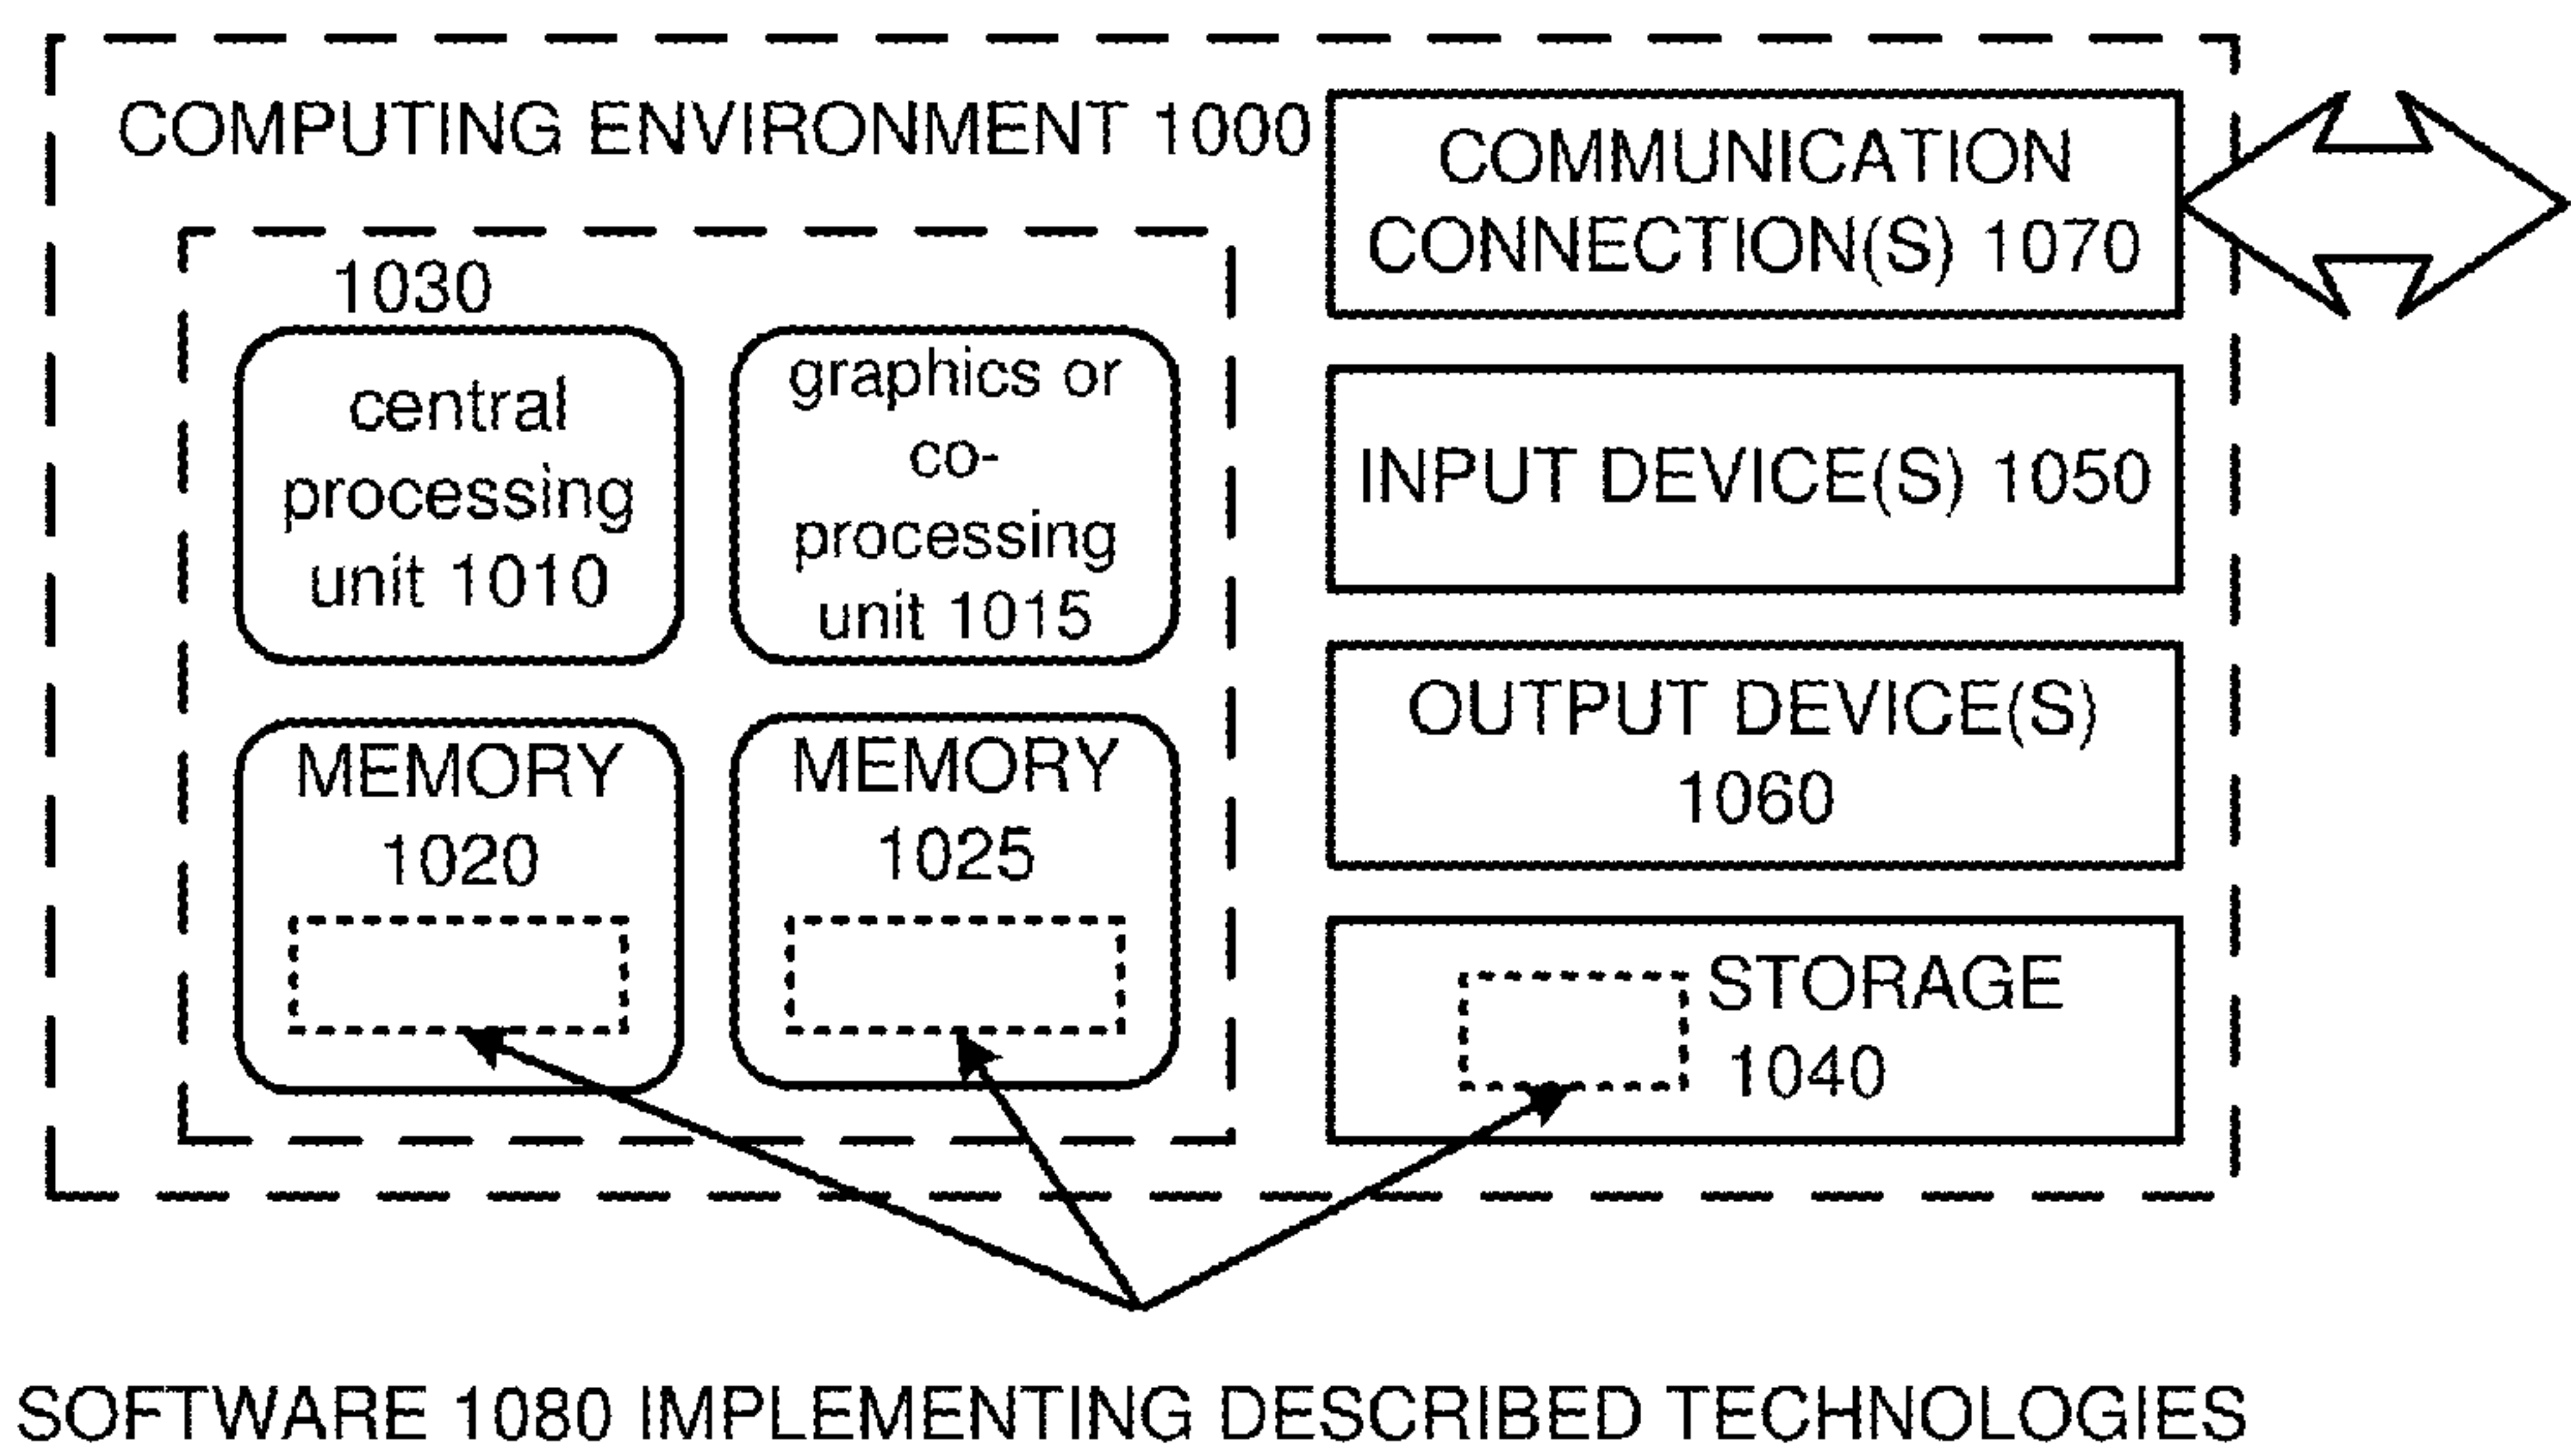 COMPUTING ENVIRONMENT 1000
1030
central
processing
unit 1010
graphics or
co-
processing
unit 1015
MEMORY
1020
MEMORY
1025
COMMUNICATION
CONNECTION(S) 1070
INPUT DEVICE(S) 1050
OUTPUT DEVICE(S)
1060
STORAGE
1040
SOFTWARE 1080 IMPLEMENTING DESCRIBED TECHNOLOGIES